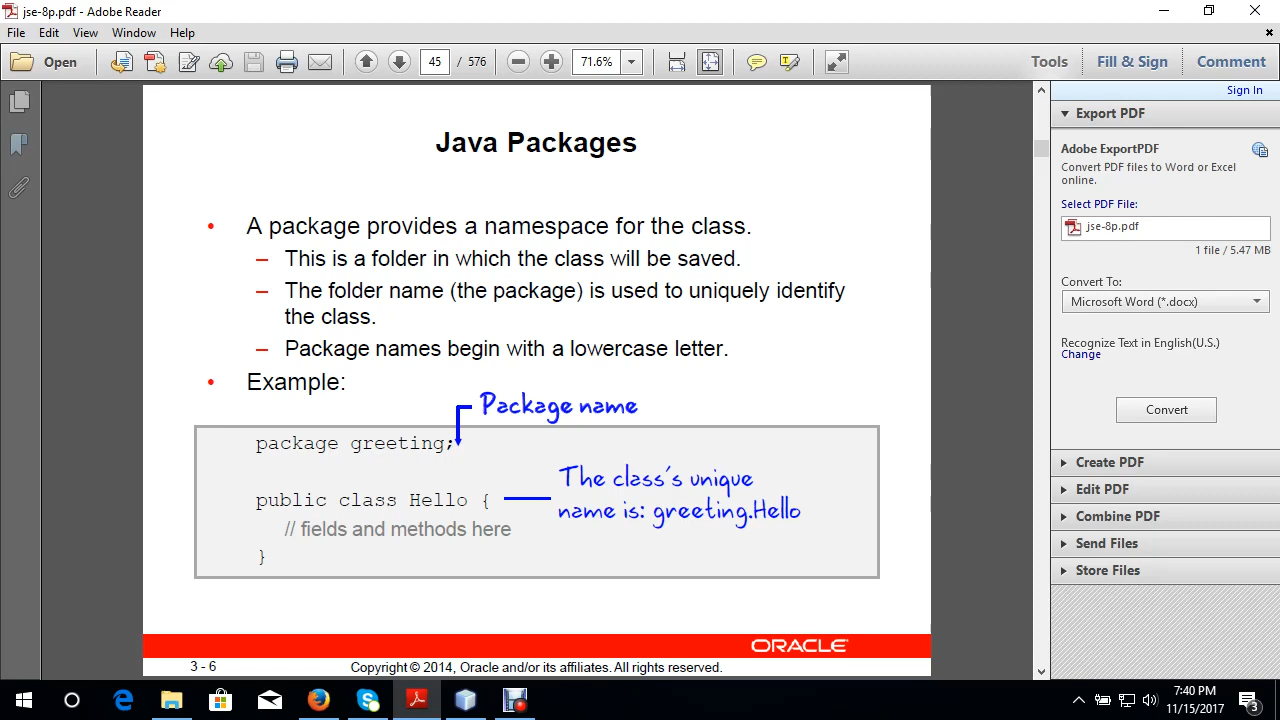 jse-8p.pdf - Adobe Reader
File Edit View Window Help
Open 45 / 576 71.6% Tools Fill & Sign Comment
Sign In
Export PDF
Adobe ExportPDF
Convert PDF files to Word or Excel
online.
Select PDF File:
jse-8p.pdf
1 file / 5.47 MB
Convert To:
Microsoft Word (*.docx)
Recognize Text in English(U.S.)
Change
Convert
Create PDF
Edit PDF
Combine PDF
Send Files
Store Files
Java Packages
• A package provides a namespace for the class.
– This is a folder in which the class will be saved.
– The folder name (the package) is used to uniquely identify
the class.
– Package names begin with a lowercase letter.
• Example:
Package name
package greeting;
public class Hello {
The class's unique
name is: greeting.Hello
// fields and methods here
}
ORACLE
3 - 6 Copyright © 2014, Oracle and/or its affiliates. All rights reserved.
7:40 PM
11/15/2017
3